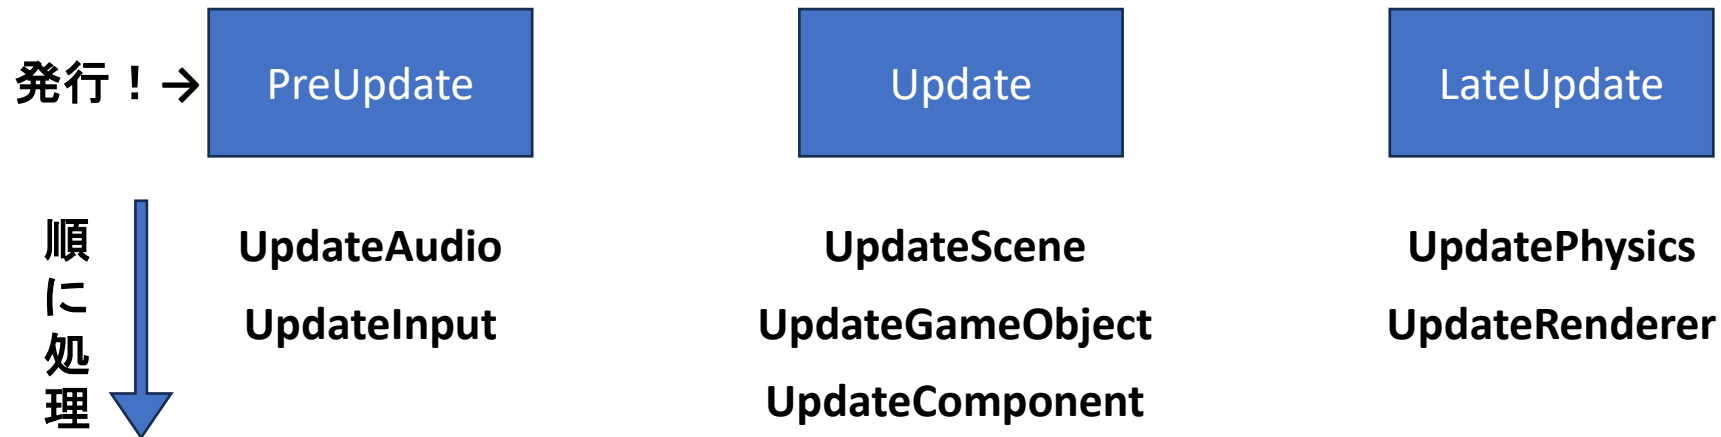 発行！→ PreUpdate Update LateUpdate
順に処理
UpdateAudio UpdateScene UpdatePhysics
UpdateInput UpdateGameObject UpdateRenderer
UpdateComponent